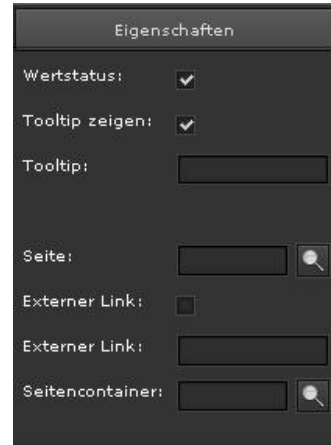 Eigenschaften
Wertstatus:
Tooltip zeigen:
Tooltip:
Seite:
Externer Link:
Externer Link:
Seitencontainer: